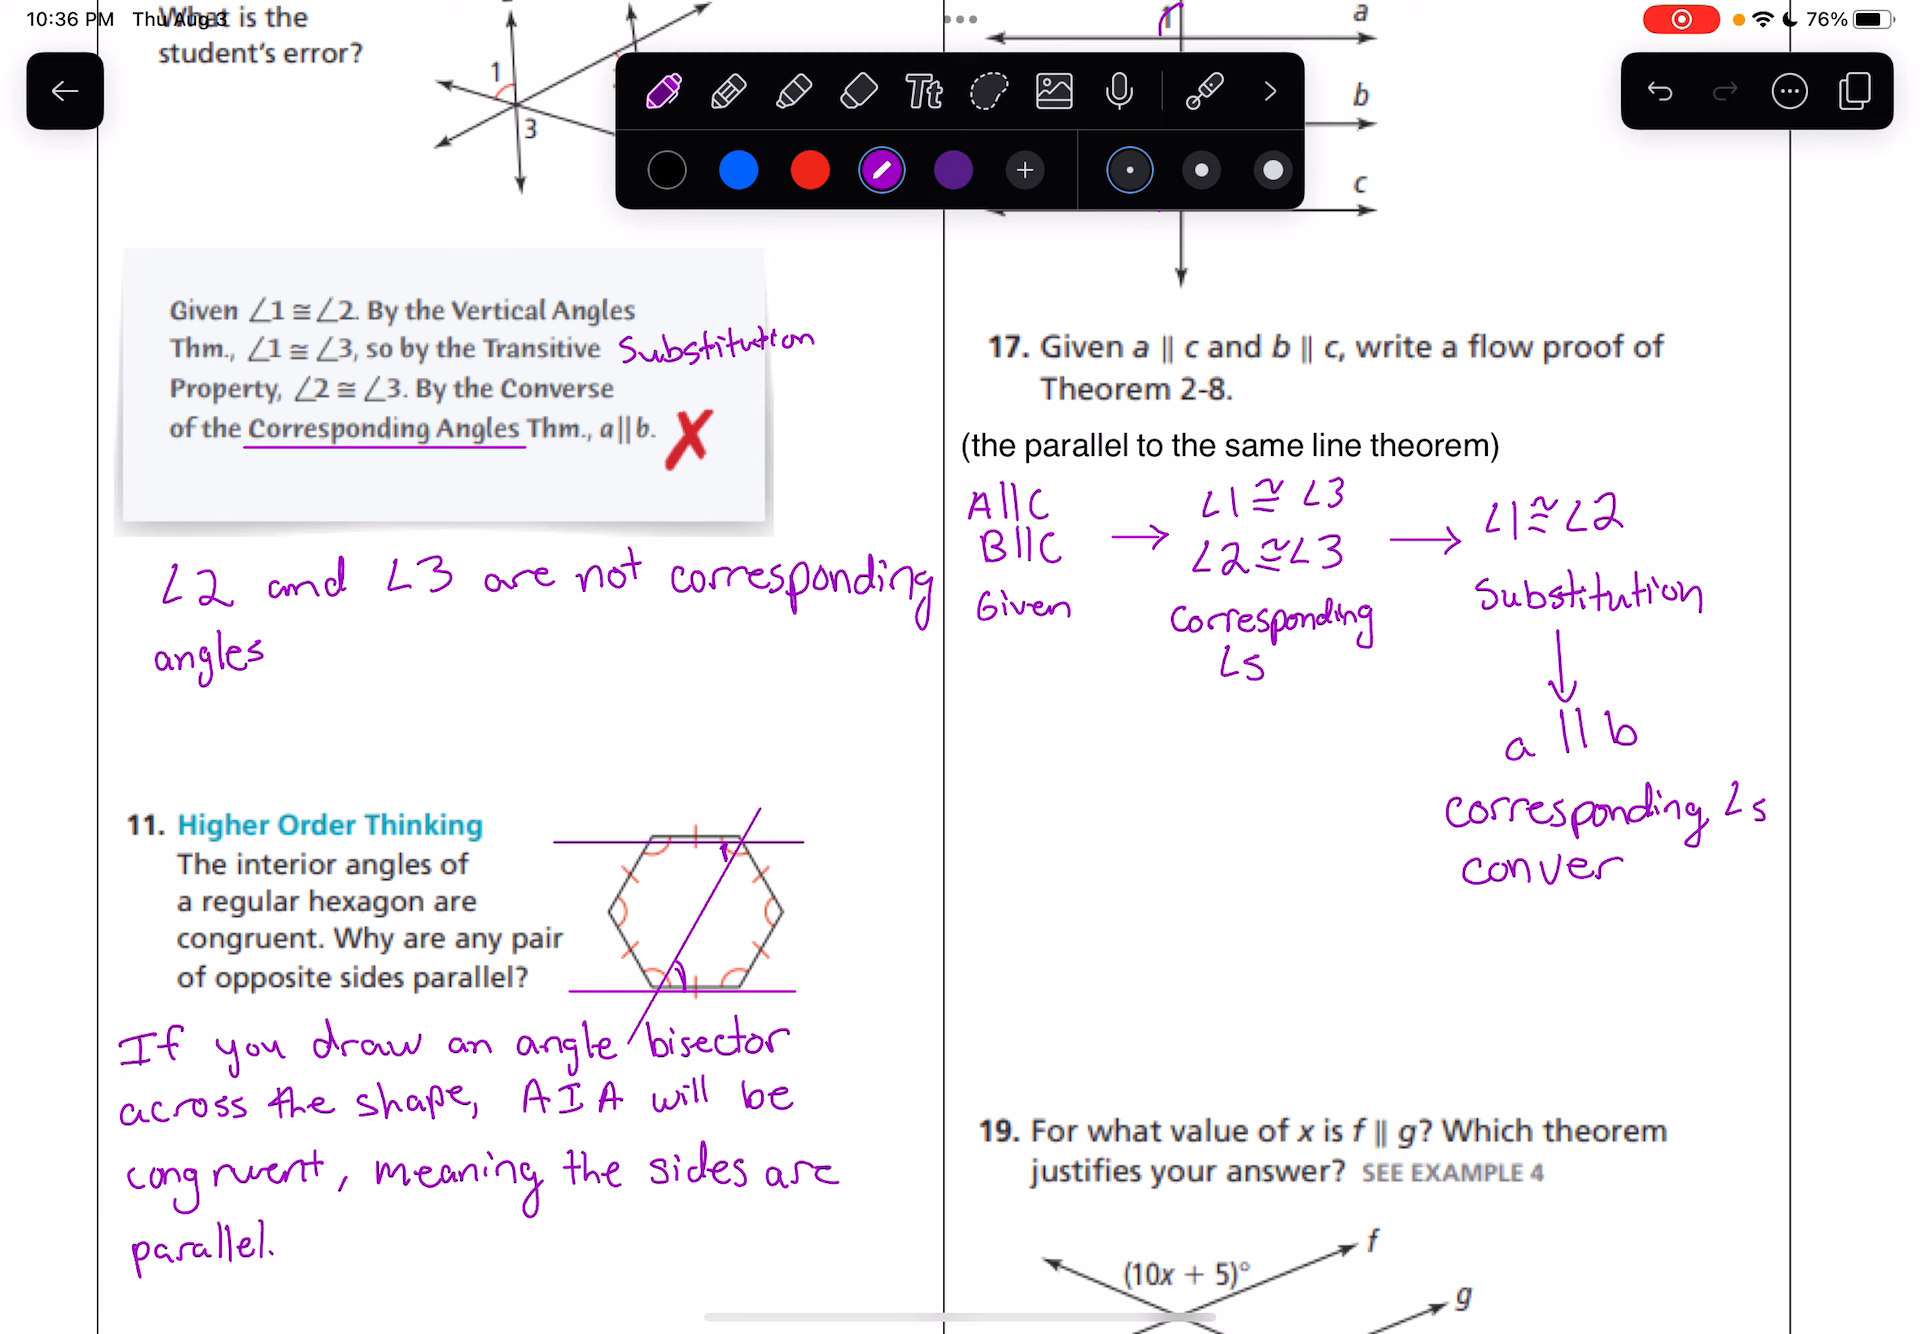 10:36 PM Thu Aug 3
76%
What is the
student's error?
1
3
Tt
a
b
c
Given ∠1 ≅ ∠2. By the Vertical Angles
Thm., ∠1 ≅ ∠3, so by the Transitive
Substitution
Property, ∠2 ≅ ∠3. By the Converse
of the Corresponding Angles Thm., a || b.
∠2 and ∠3 are not corresponding
angles
11. Higher Order Thinking
The interior angles of
a regular hexagon are
congruent. Why are any pair
of opposite sides parallel?
If you draw an angle bisector
across the shape, AIA will be
congruent, meaning the sides are
parallel.
17. Given a || c and b || c, write a flow proof of
Theorem 2-8.
(the parallel to the same line theorem)
A||C
B||C
Given
→
∠1 ≅ ∠3
∠2 ≅ ∠3
Corresponding
∠s
→
∠1 ≅ ∠2
Substitution
↓
a || b
corresponding ∠s
conver
19. For what value of x is f || g? Which theorem
justifies your answer? SEE EXAMPLE 4
(10x + 5)°
f
g